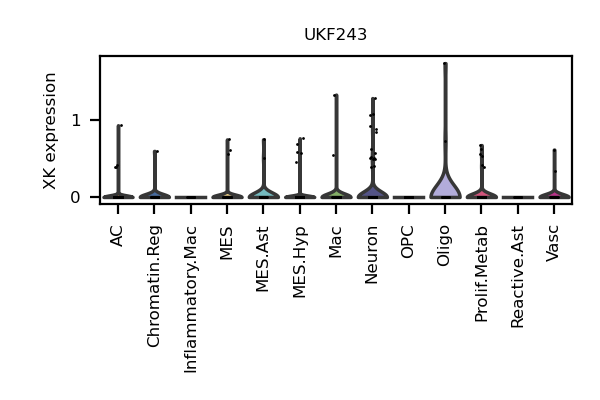 UKF243
XK expression
1
0
AC
Chromatin.Reg
Inflammatory.Mac
MES
MES.Ast
MES.Hyp
Mac
Neuron
OPC
Oligo
Prolif.Metab
Reactive.Ast
Vasc